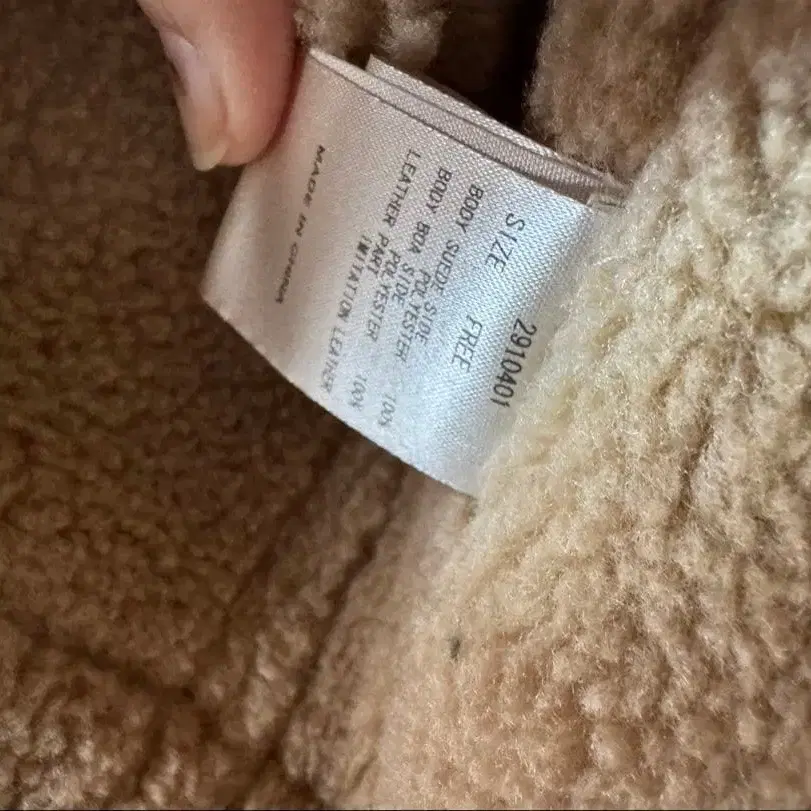 2910401
SIZE FREE
BODY SUEDE SIDE
POLYESTER 100%
BODY BOA SIDE
POLYESTER 100%
LEATHER PART
IMITATION LEATHER
MADE IN CHINA